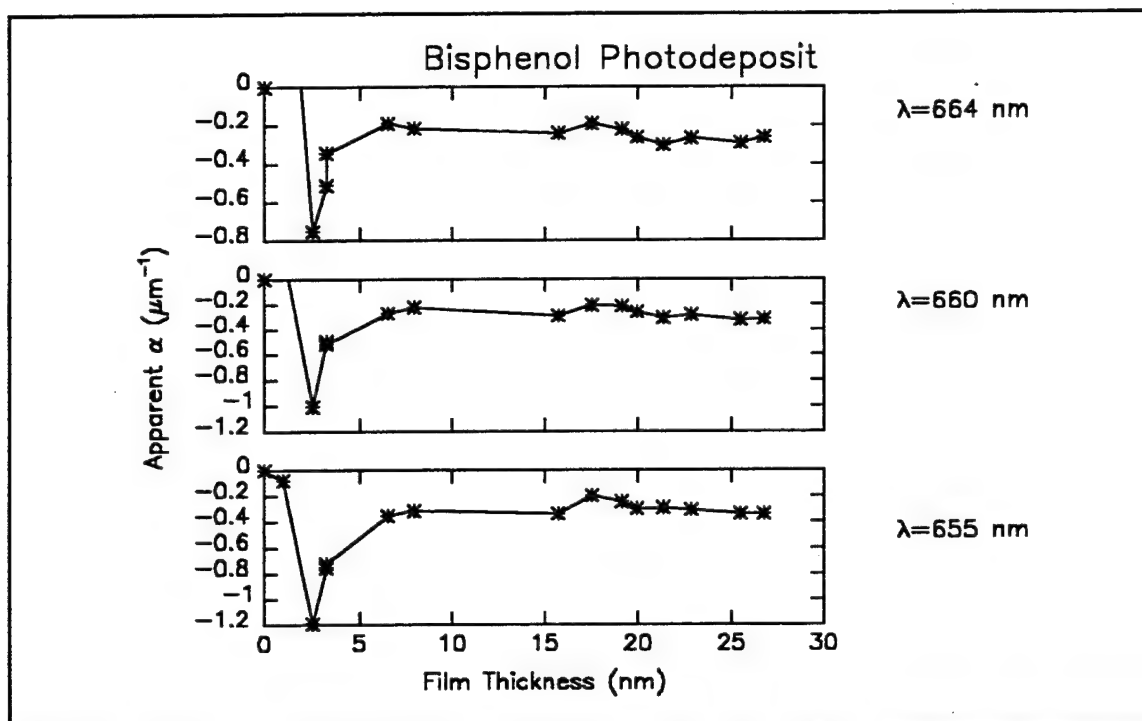 Bisphenol Photodeposit
0
−0.2
−0.4
−0.6
−0.8
λ=664 nm
0
−0.2
−0.4
−0.6
−0.8
−1
−1.2
λ=660 nm
Apparent α (μm⁻¹)
0
−0.2
−0.4
−0.6
−0.8
−1
−1.2
λ=655 nm
0 5 10 15 20 25 30
Film Thickness (nm)